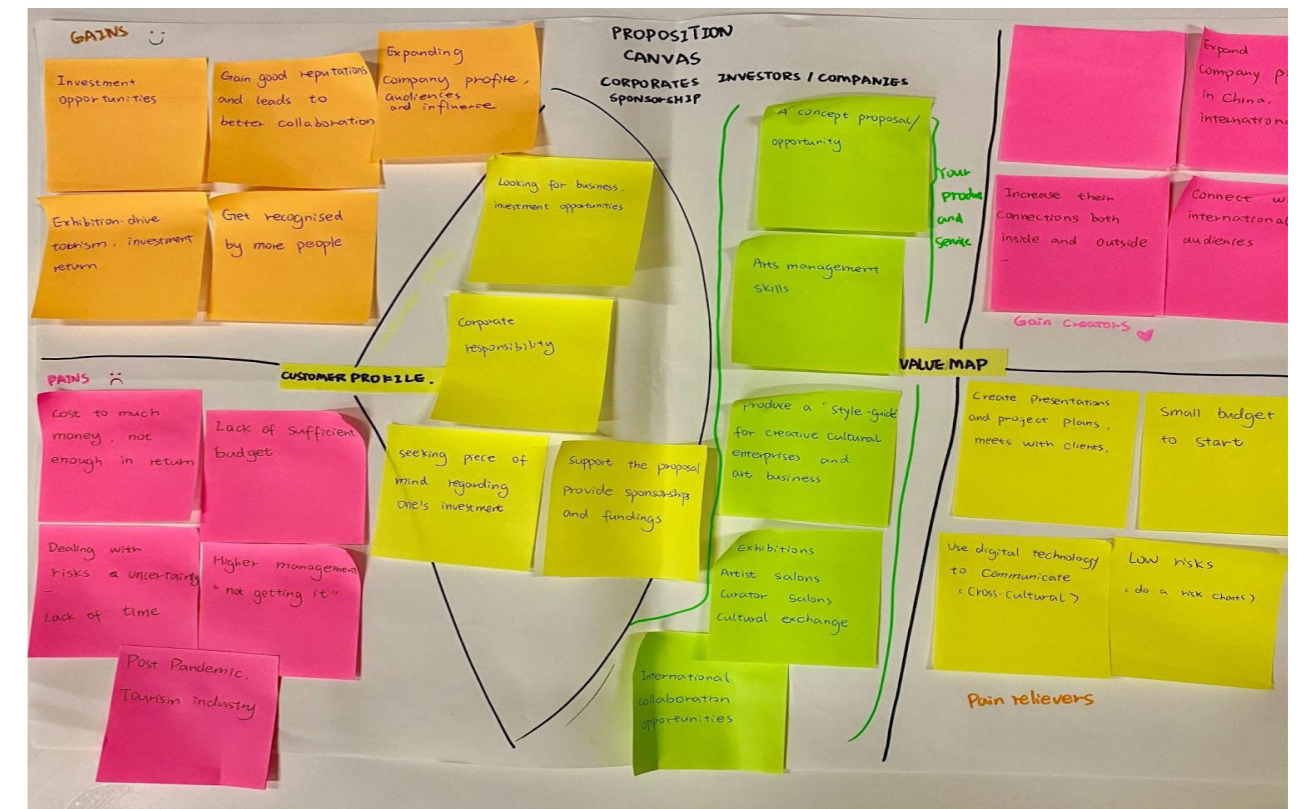 GAINS
Investment
opportunities
Gain good reputations
and leads to
better collaboration
Expanding
Company profite,
audiences
and influence
Exhibition-drive
tourism. investment
return
Get recognised
by more people
PROPOSITION
CANVAS
CORPORATES
SPONSORSHIP
INVESTORS / COMPANIES
Looking for business.
investment opportunities
Corporate
responsibility
CUSTOMER PROFILE.
seeking piece of
mind regarding
one's investment
Support the proposal
provide sponsorship
and fundings
PAINS
Cost to much
money, not
enough in return
Lack of sufficient
budget
Dealing with
risks & uncertainty
-
Lack of time
Higher management
"not getting it"
Post Pandemic.
Tourism industry
A concept proposal/
opportunity
Arts management
skills
Your
and
produce a "style-guide"
for creative cultural
enterprises and
art business
Exhibitions
Artist salons
Curator Salons
Cultural exchange
International
collaboration
opportunities
VALUE MAP
Expand
Company
in China.
Increase them
connections both
inside and outside
-
Connect
international
audiences
Gain Creators
Create Presentations
and project plans,
meets with clients.
Small budget
to start
Use digital technology
to Communicate
(Cross-Cultural)
Low risks
do a risk charts)
Pain relievers